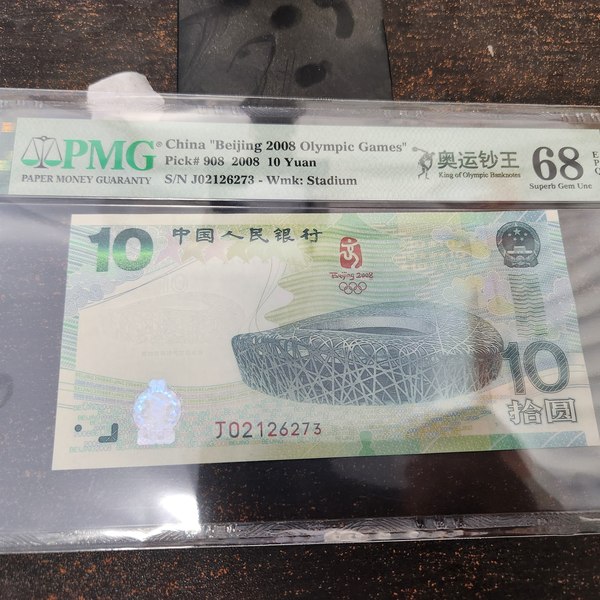 PMG®
PAPER MONEY GUARANTY
China "Beijing 2008 Olympic Games"
Pick# 908 2008 10 Yuan
S/N J02126273 - Wmk: Stadium
奥运钞王
King of Olympic Banknotes
68
Superb Gem Unc
E
P
10
中国人民银行
Beijing 2008
10
拾圆
J02126273